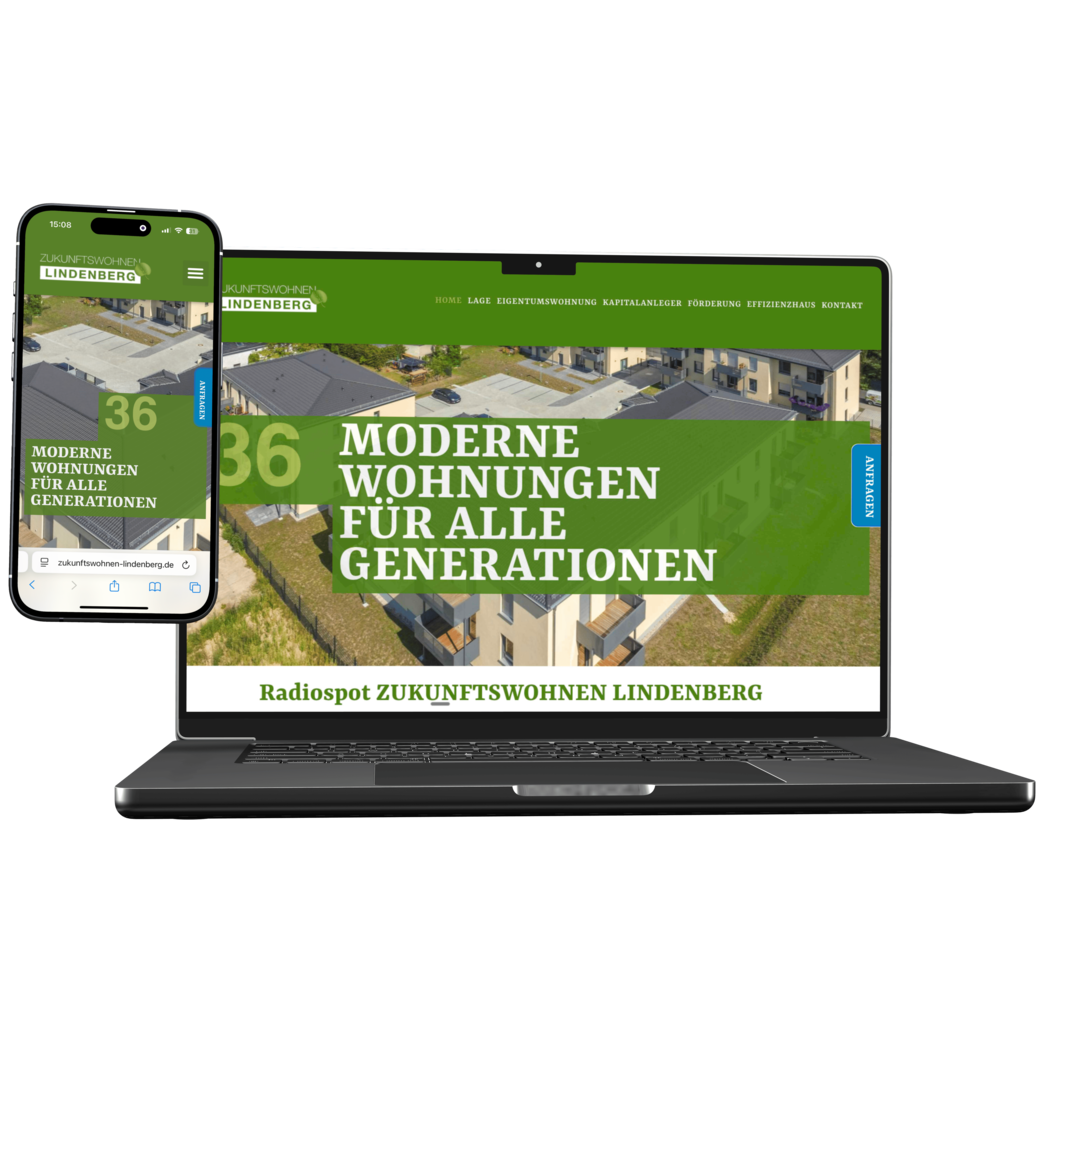 15:08
ZUKUNFTSWOHNEN
LINDENBERG
36
MODERNE
WOHNUNGEN
FÜR ALLE
GENERATIONEN
ANFRAGEN
zukunftswohnen-lindenberg.de
UKUNFTSWOHNEN
LINDENBERG
HOME LAGE EIGENTUMSWOHNUNG KAPITALANLEGER FÖRDERUNG EFFIZIENZHAUS KONTAKT
36
MODERNE
WOHNUNGEN
FÜR ALLE
GENERATIONEN
ANFRAGEN
Radiospot ZUKUNFTSWOHNEN LINDENBERG